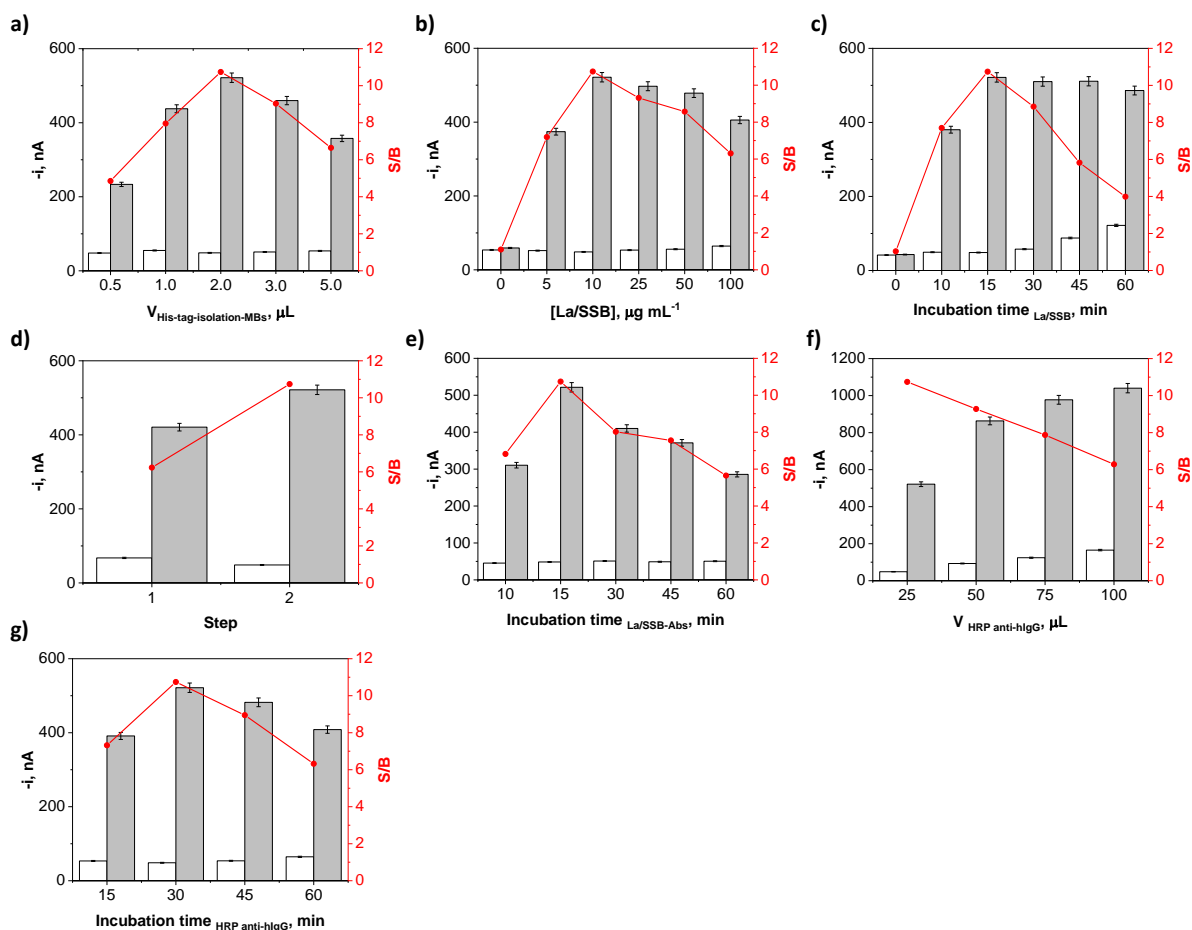 a)
600
400
200
0
-i, nA
12
10
8
6
4
2
0
S/B
0.5 1.0 2.0 3.0 5.0
V His-tag-isolation-MBs, μL
b)
600
400
200
0
-i, nA
12
10
8
6
4
2
0
S/B
0 5 10 25 50 100
[La/SSB], μg mL-1
c)
600
400
200
0
-i, nA
12
10
8
6
4
2
0
S/B
0 10 15 30 45 60
Incubation time La/SSB, min
d)
600
400
200
0
-i, nA
12
10
8
6
4
2
0
S/B
1 2
Step
e)
600
500
400
300
200
100
0
-i, nA
12
10
8
6
4
2
0
S/B
10 15 30 45 60
Incubation time La/SSB-Abs, min
f)
1200
1000
800
600
400
200
0
-i, nA
12
10
8
6
4
2
0
S/B
25 50 75 100
V HRP anti-hIgG, μL
g)
600
400
200
0
-i, nA
12
10
8
6
4
2
0
S/B
15 30 45 60
Incubation time HRP anti-hIgG, min